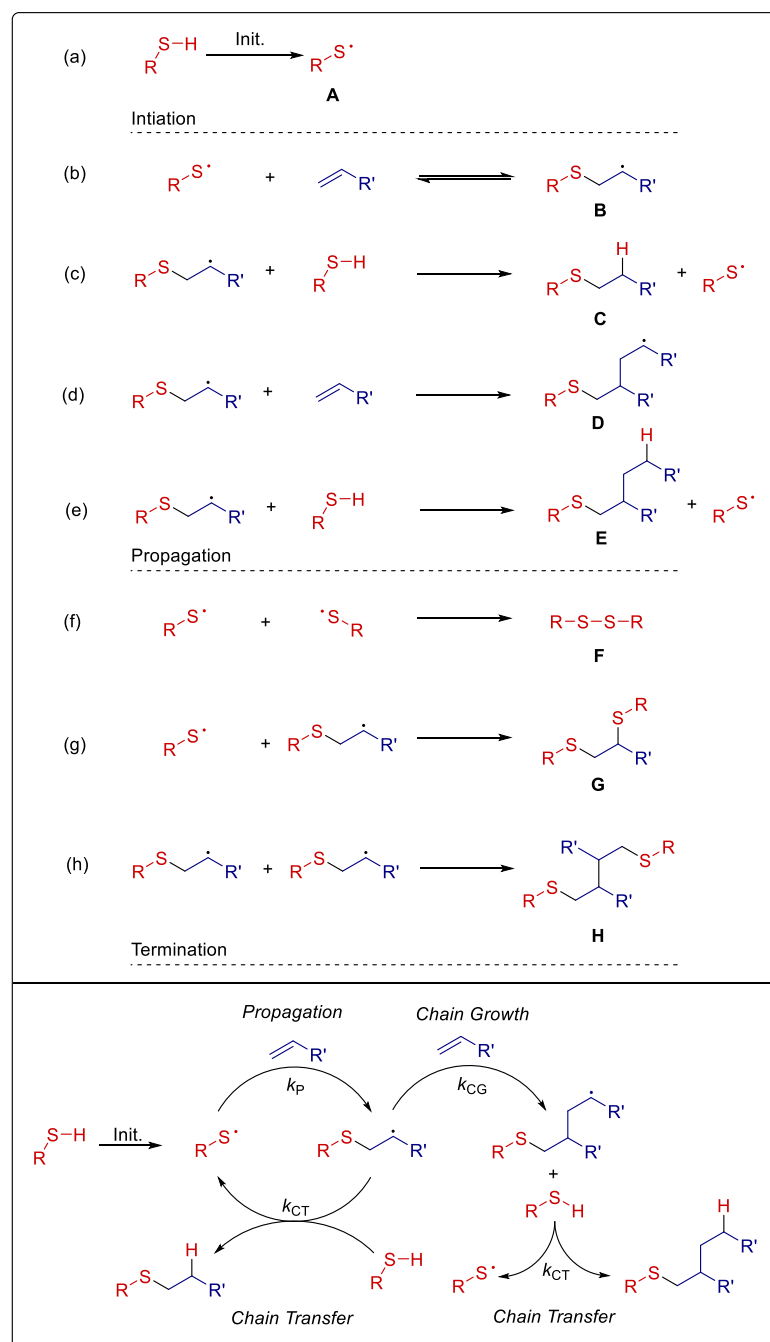 (a) R S–H Init. R S•
A
Intiation
(b) R S• + R' R S • R'
B
(c) R S • R' + R S–H R S H R' + R S•
C
(d) R S • R' + R' R S R' • R'
D
(e) R S • R' + R S–H R S R' H R' + R S•
E
Propagation
(f) R S• + •S R R–S–S–R
F
(g) R S• + R S • R' R S S R R'
G
(h) R S • R' + R S • R' R S R' R' S R
H
Termination
Propagation Chain Growth
R' R'
kP kCG
R S–H Init. R S• R S • R' R S R' • R'
+
kCT R S H
R S H R' R S–H R S• kCT R S R' H R'
Chain Transfer Chain Transfer